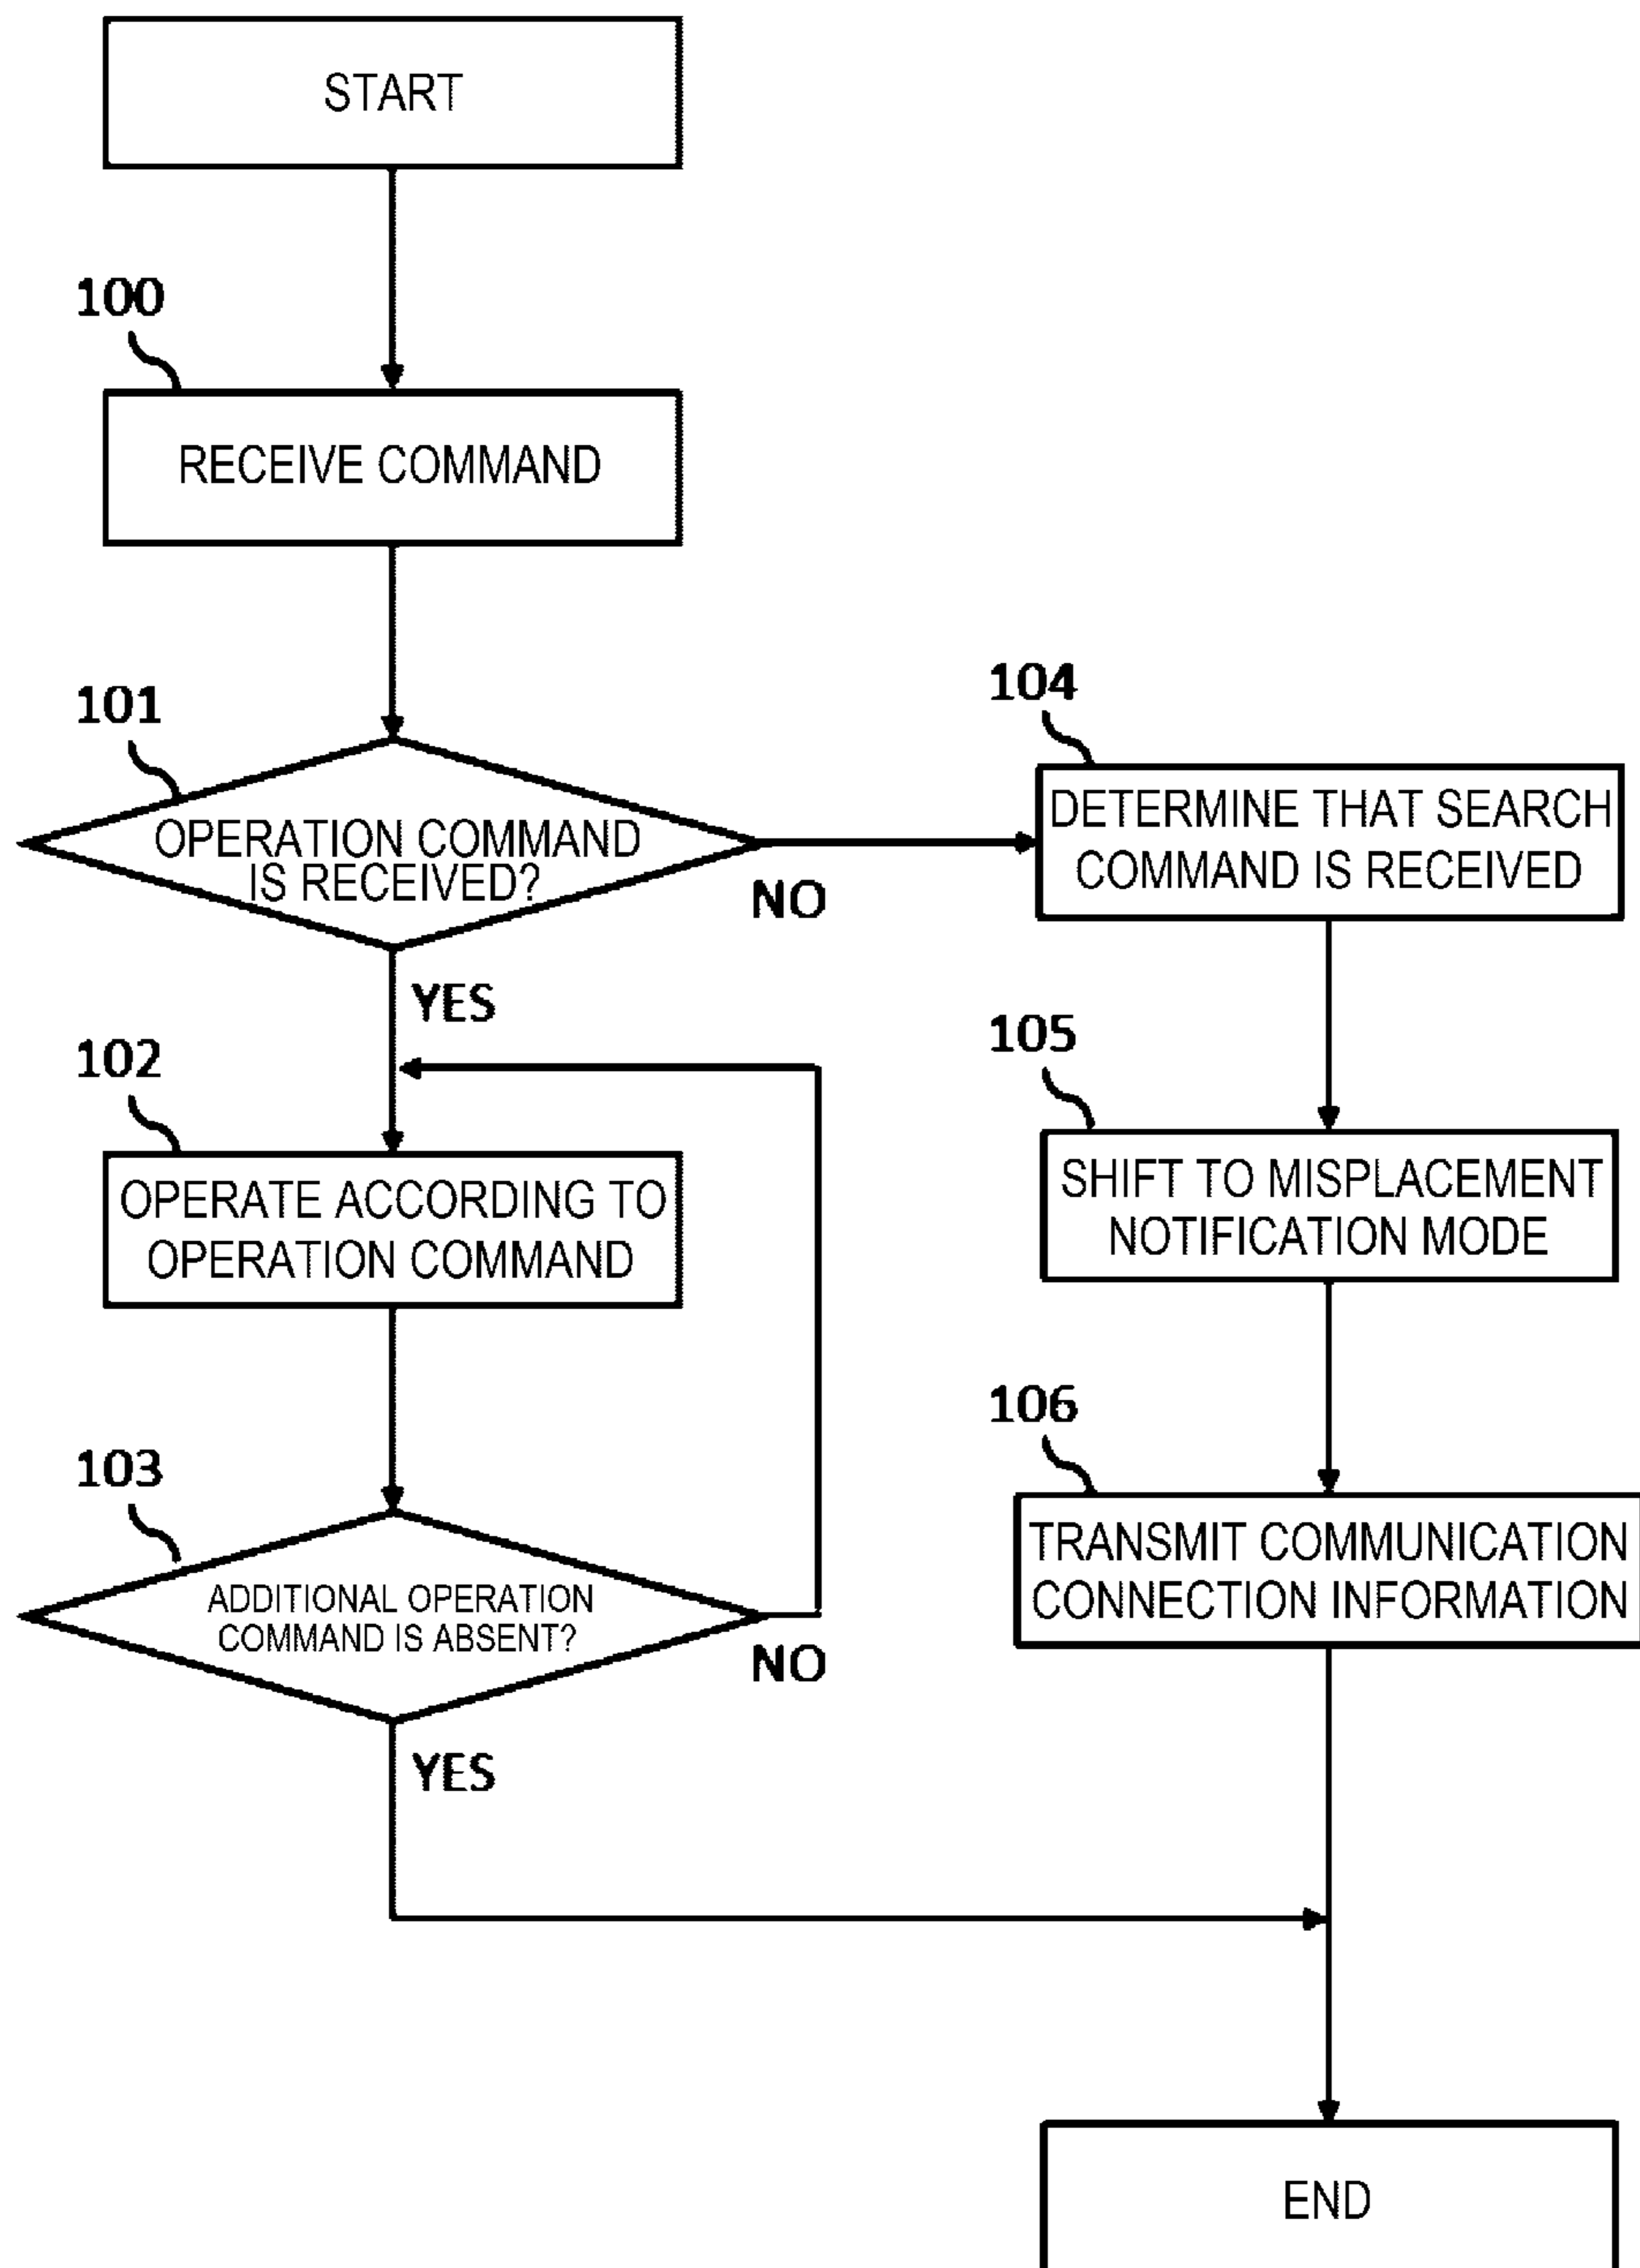 START
100
RECEIVE COMMAND
101
OPERATION COMMAND
IS RECEIVED?
NO
YES
102
OPERATE ACCORDING TO
OPERATION COMMAND
103
ADDITIONAL OPERATION
COMMAND IS ABSENT?
NO
YES
104
DETERMINE THAT SEARCH
COMMAND IS RECEIVED
105
SHIFT TO MISPLACEMENT
NOTIFICATION MODE
106
TRANSMIT COMMUNICATION
CONNECTION INFORMATION
END